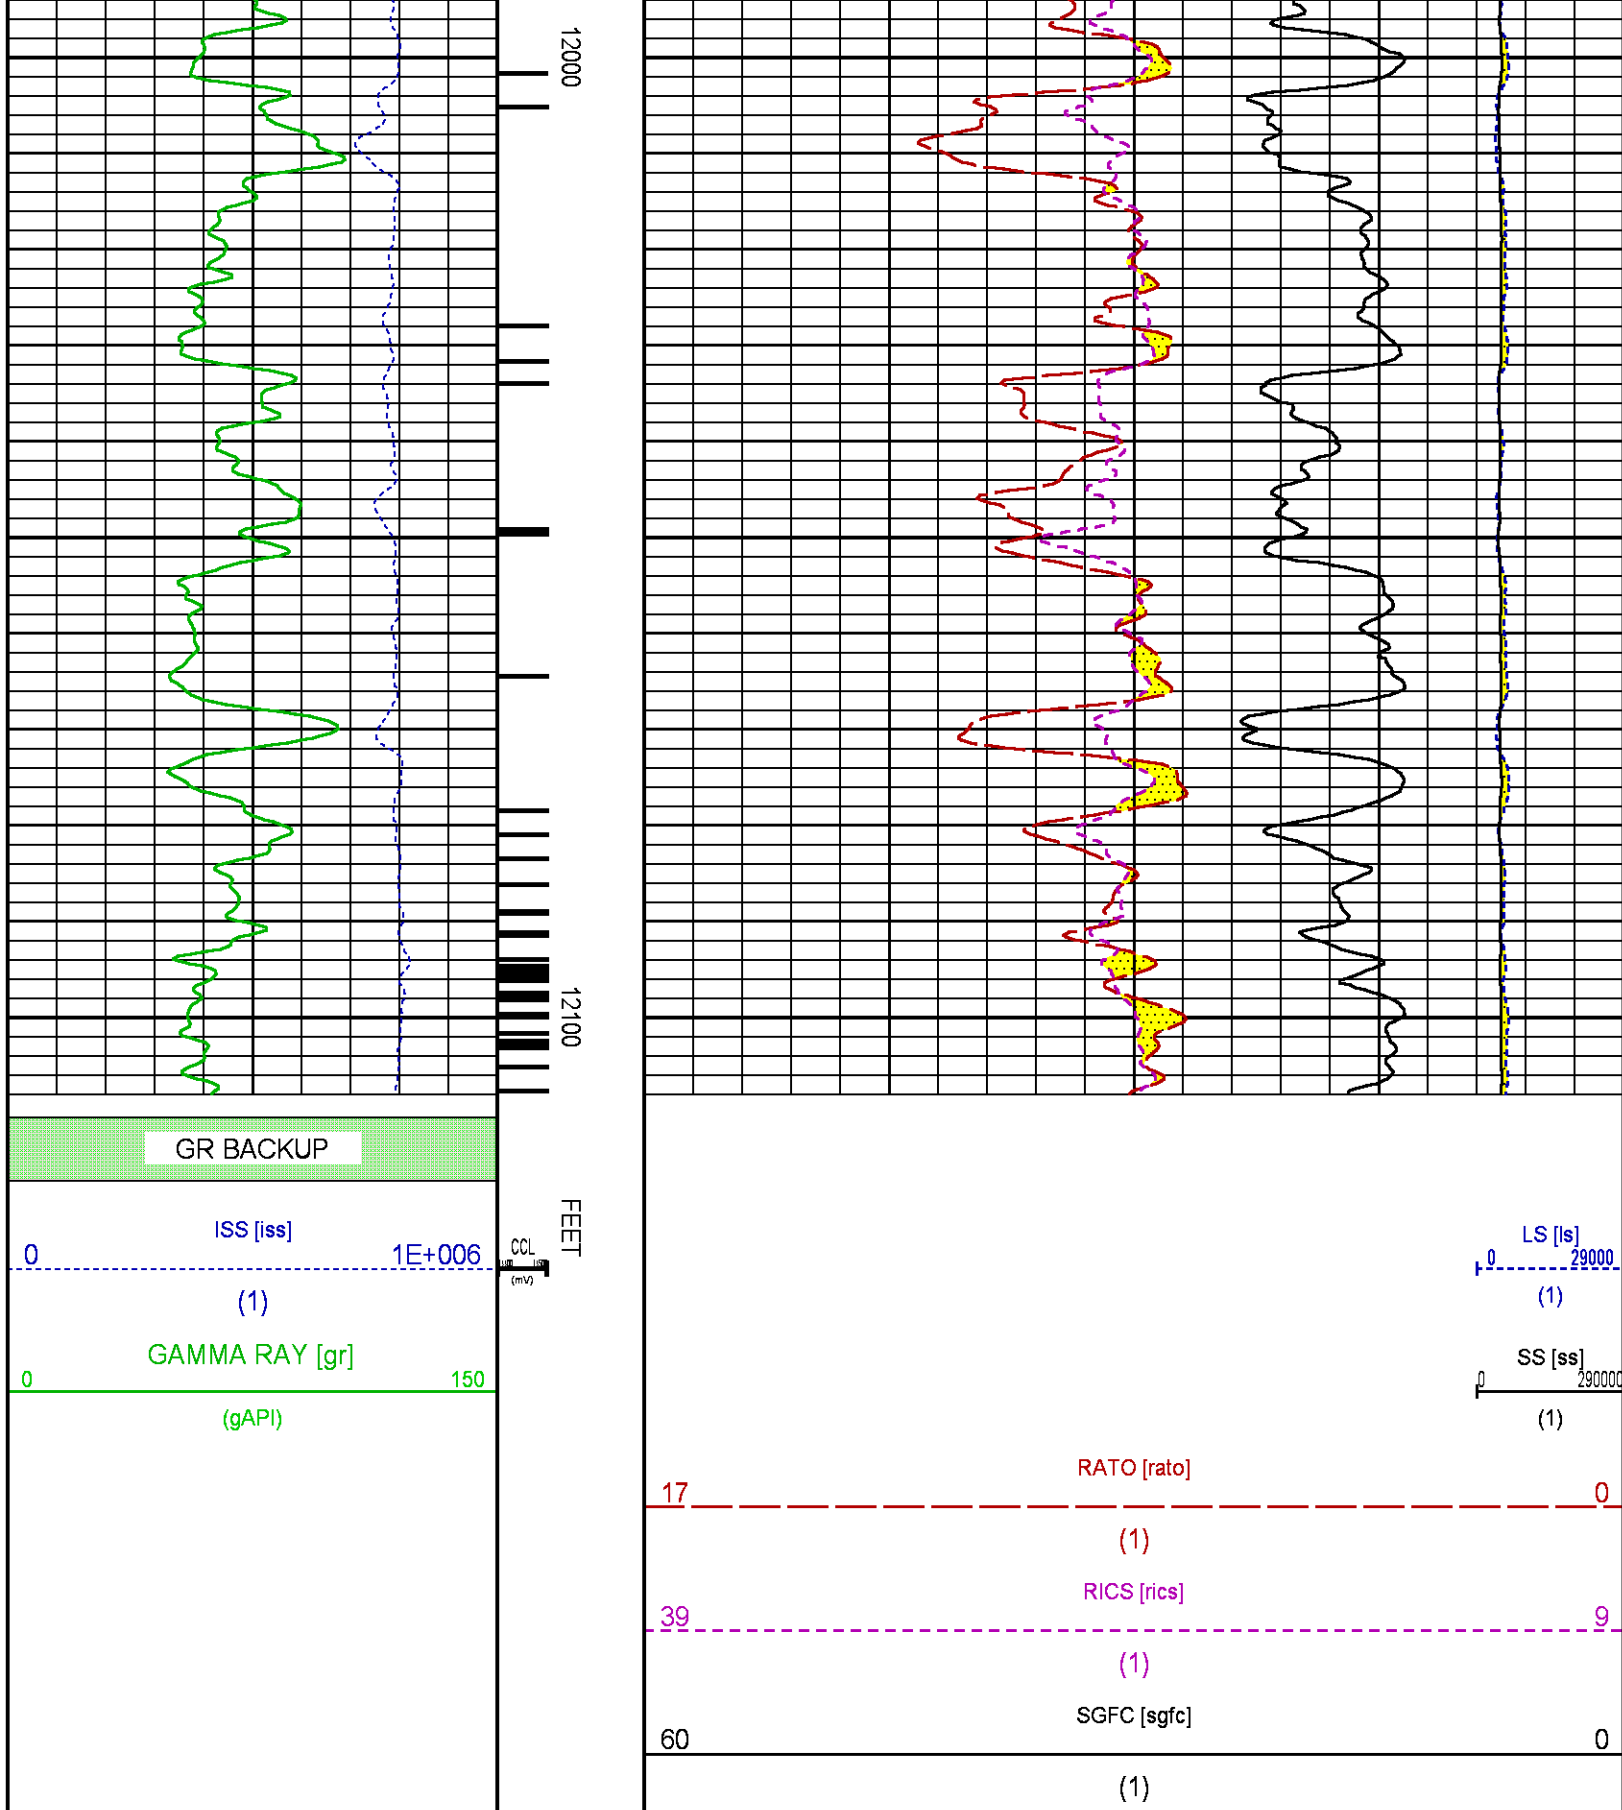 12000
12100
GR BACKUP
FEET
ISS [iss]
0 1E+006
(1)
CCL
(mV)
GAMMA RAY [gr]
0 150
(gAPI)
LS [ls]
0 29000
(1)
SS [ss]
0 290000
(1)
RATO [rato]
17 0
(1)
RICS [rics]
39 9
(1)
SGFC [sgfc]
60 0
(1)